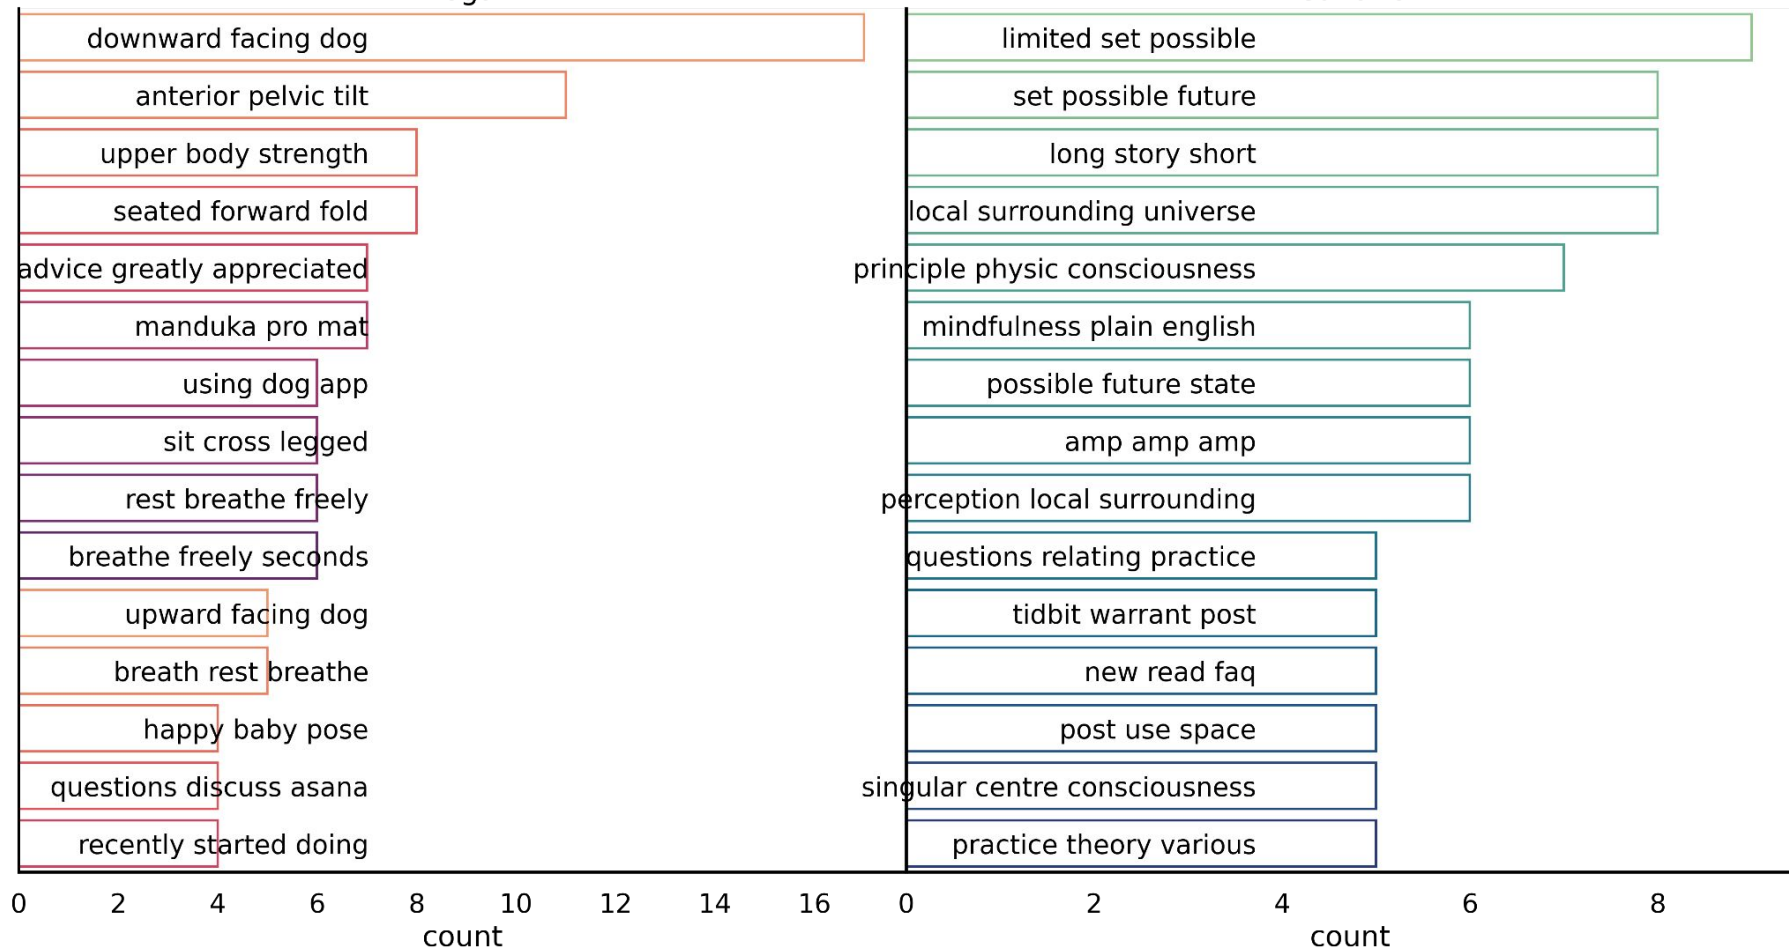 downward facing dog
anterior pelvic tilt
upper body strength
seated forward fold
advice greatly appreciated
manduka pro mat
using dog app
sit cross legged
rest breathe freely
breathe freely seconds
upward facing dog
breath rest breathe
happy baby pose
questions discuss asana
recently started doing
0 2 4 6 8 10 12 14 16
count
limited set possible
set possible future
long story short
local surrounding universe
principle physic consciousness
mindfulness plain english
possible future state
amp amp amp
perception local surrounding
questions relating practice
tidbit warrant post
new read faq
post use space
singular centre consciousness
practice theory various
0 2 4 6 8
count